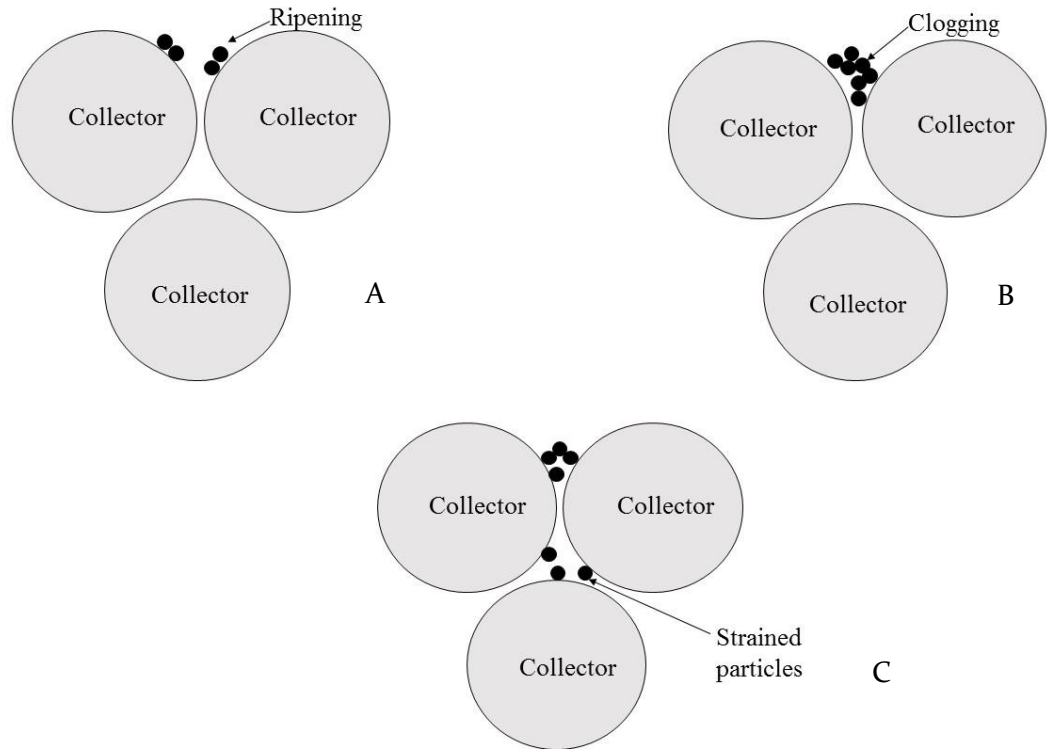 Ripening
Collector
Collector
Collector
A
Clogging
Collector
Collector
Collector
B
Collector
Collector
Collector
Strained
particles
C